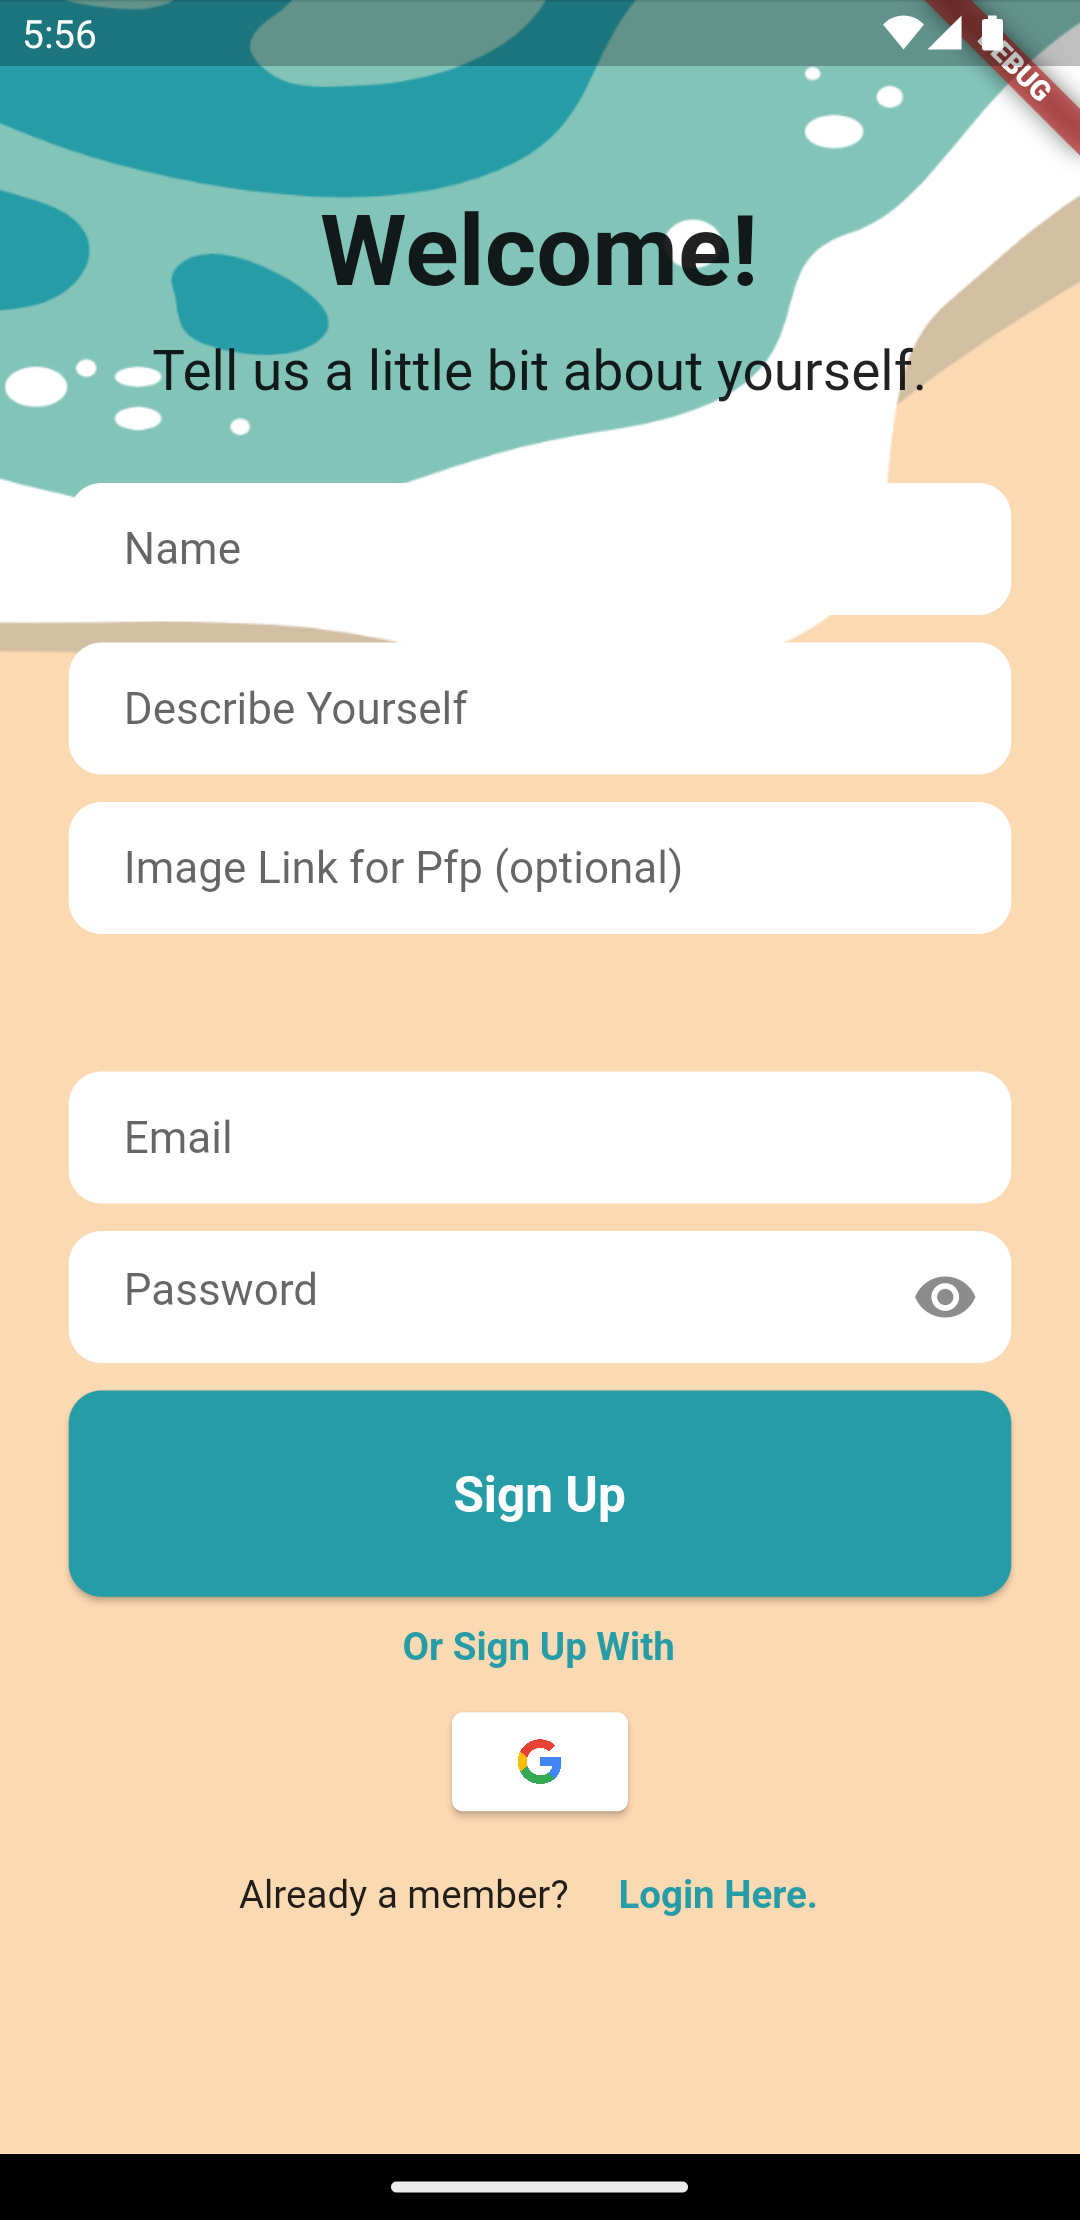 5:56
DEBUG
Welcome!
Tell us a little bit about yourself.
Name
Describe Yourself
Image Link for Pfp (optional)
Email
Password
Sign Up
Or Sign Up With
Already a member? Login Here.